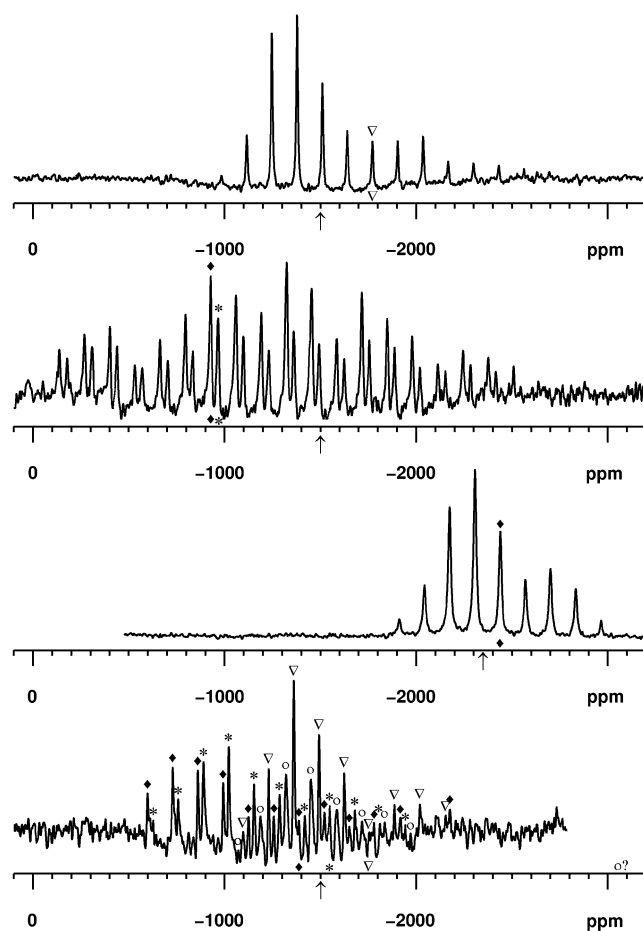 ▽
▽
0 −1000 −2000 ppm
↑
♦ *
♦ *
0 −1000 −2000 ppm
↑
♦
♦
0 −1000 −2000 ppm
↑
▽
♦ * ♦ * ♦ * ♦ * ♦ * o ▽ o ▽ ♦ * o ▽ o ▽ ♦ * ♦ * o ▽ ♦ * o ♦ * o ▽ ♦ * o ▽ ▽ ♦
♦ * ▽ o?
0 −1000 −2000 ppm
↑